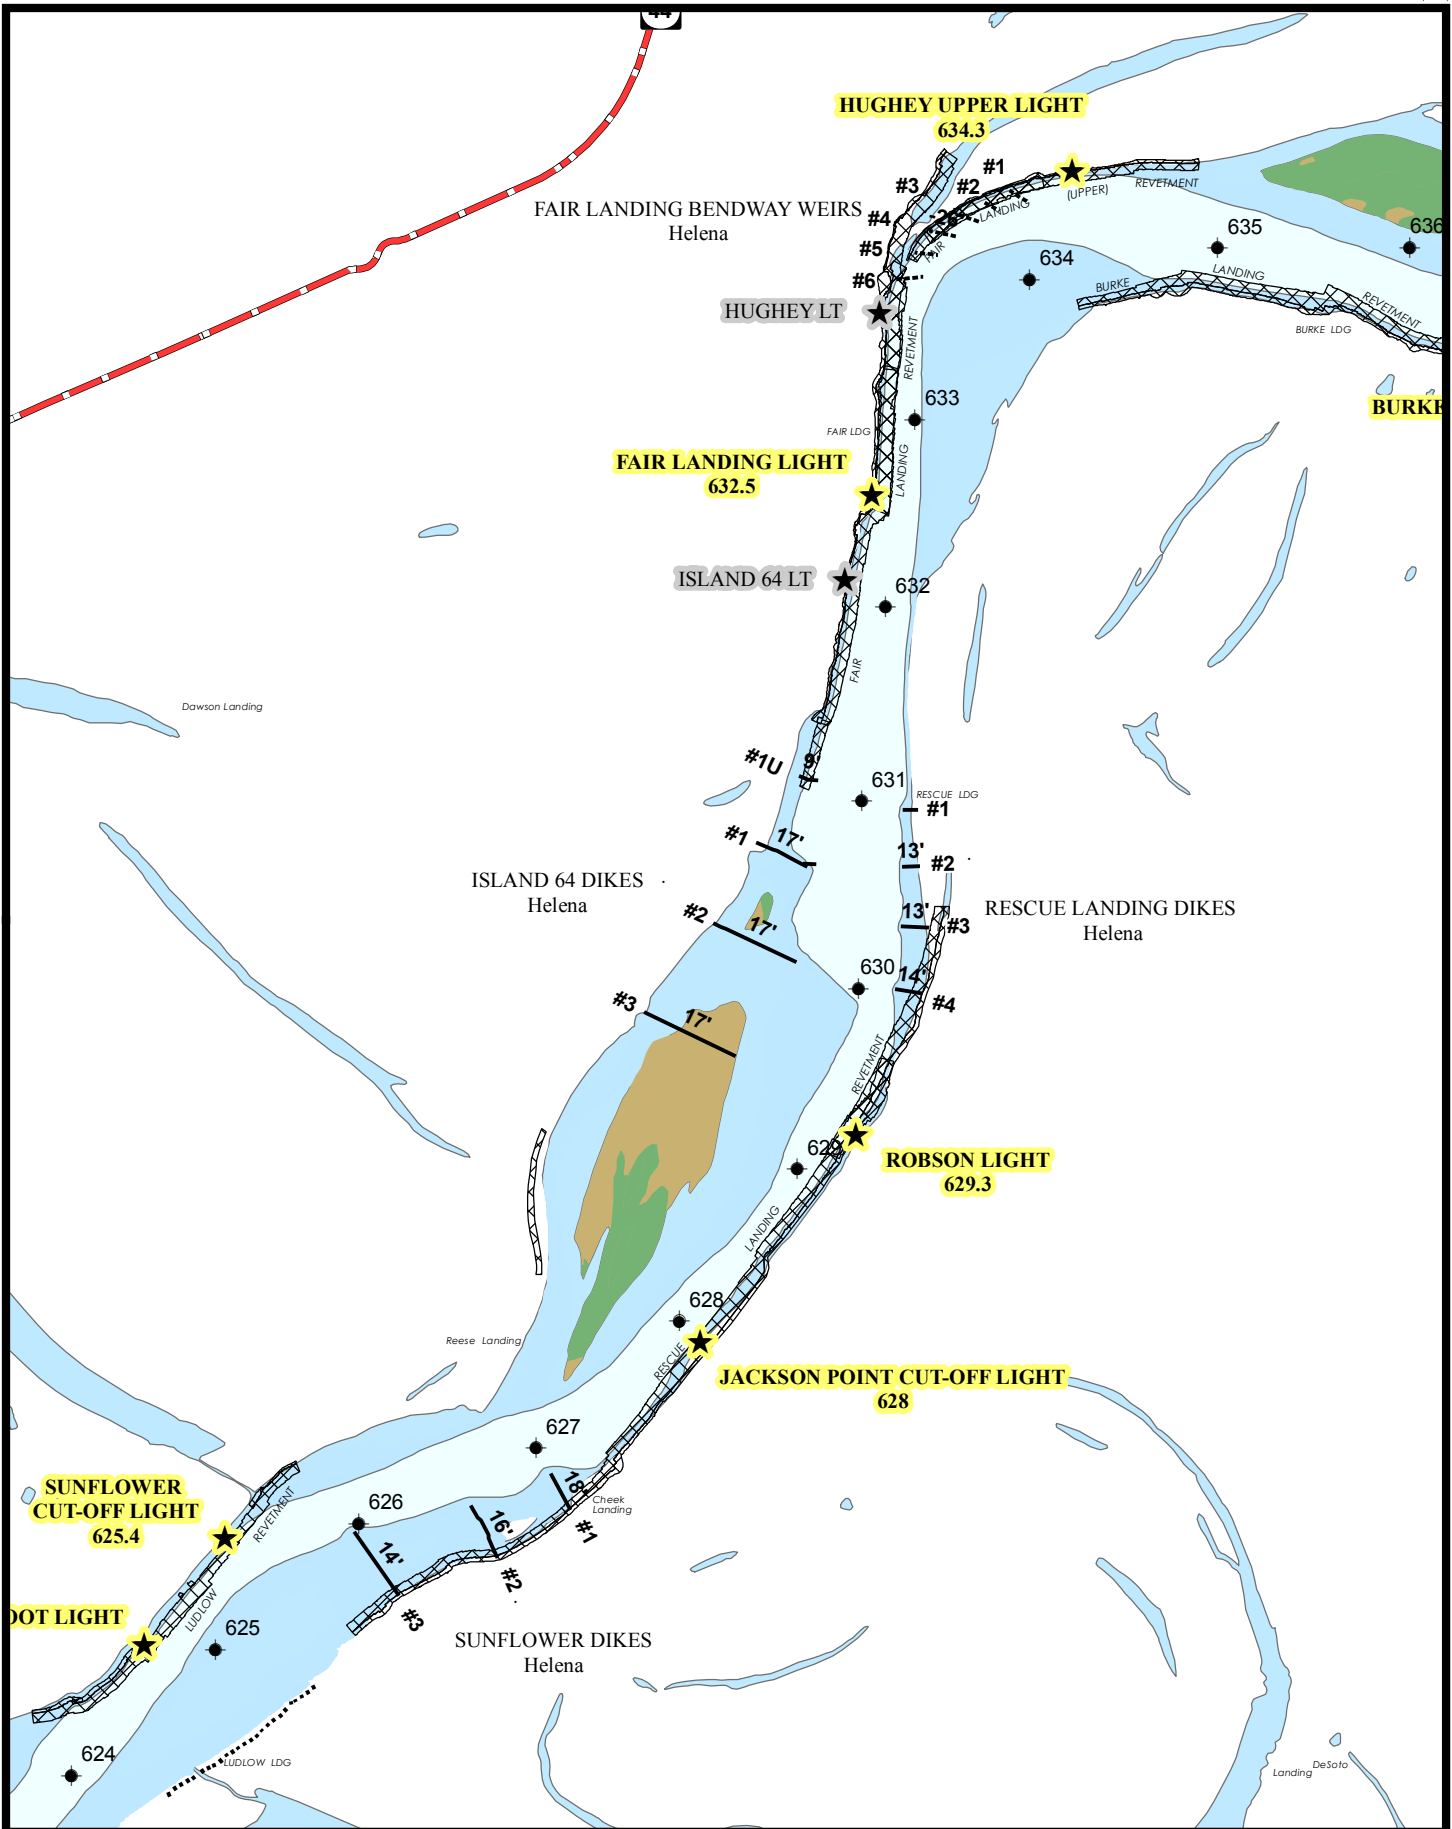 44
HUGHEY UPPER LIGHT
634.3
#1
#2
#3
#4
#5
#6
(UPPER)
REVETMENT
LANDING
FAIR
FAIR LANDING BENDWAY WEIRS
Helena
636
635
634
BURKE
LANDING
REVETMENT
BURKE LDG
HUGHEY LT
REVETMENT
633
BURKE
FAIR LDG
LANDING
FAIR LANDING LIGHT
632.5
ISLAND 64 LT
632
FAIR
Dawson Landing
#1U
9'
631
RESCUE LDG
#1
#1
17'
13'
#2
ISLAND 64 DIKES
Helena
#2
17'
13'
#3
RESCUE LANDING DIKES
Helena
630
14'
#4
#3
17'
REVETMENT
629
ROBSON LIGHT
629.3
LANDING
628
Reese Landing
RESCUE
JACKSON POINT CUT-OFF LIGHT
628
627
SUNFLOWER
CUT-OFF LIGHT
625.4
REVETMENT
626
18'
Cheek
Landing
#1
16'
#2
14'
#3
LUDLOW
OOT LIGHT
625
SUNFLOWER DIKES
Helena
624
LUDLOW LDG
Landing
DeSoto